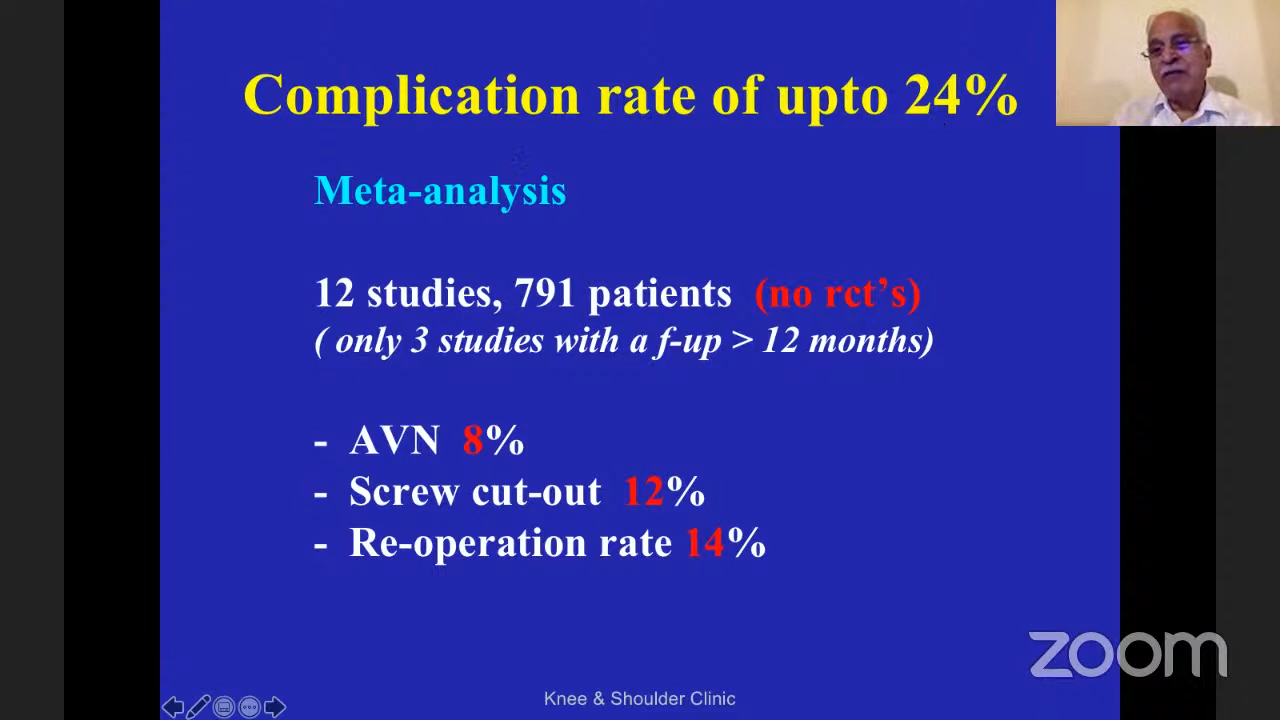 Complication rate of upto 24%
Meta-analysis
12 studies, 791 patients (no rct's)
( only 3 studies with a f-up > 12 months)
- AVN 8%
- Screw cut-out 12%
- Re-operation rate 14%
zoom
Knee & Shoulder Clinic